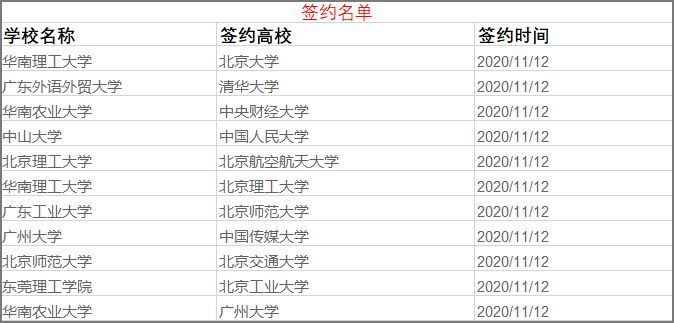 签约名单
学校名称 签约高校 签约时间
华南理工大学 北京大学 2020/11/12
广东外语外贸大学 清华大学 2020/11/12
华南农业大学 中央财经大学 2020/11/12
中山大学 中国人民大学 2020/11/12
北京理工大学 北京航空航天大学 2020/11/12
华南理工大学 北京理工大学 2020/11/12
广东工业大学 北京师范大学 2020/11/12
广州大学 中国传媒大学 2020/11/12
北京师范大学 北京交通大学 2020/11/12
东莞理工学院 北京工业大学 2020/11/12
华南农业大学 广州大学 2020/11/12